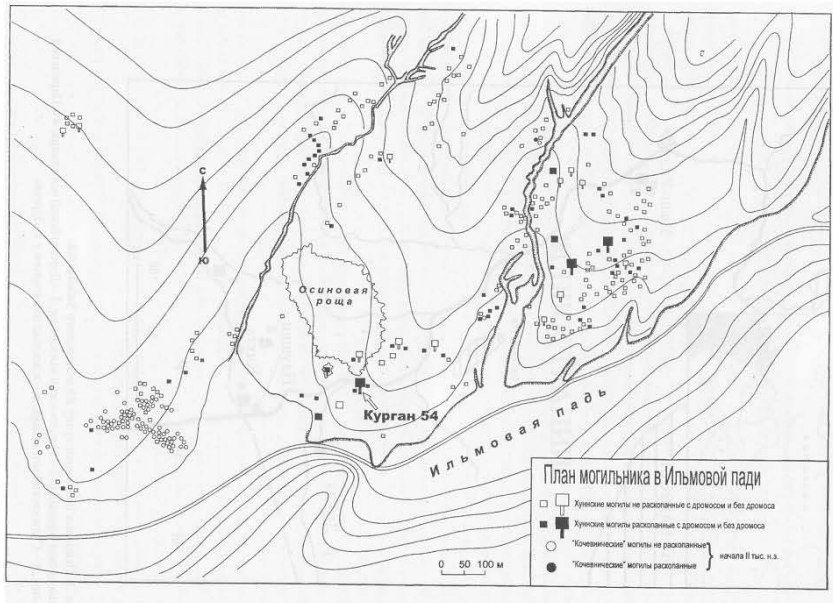 С
Ю
Осиновая
роща
Курган 54
Ильмовая падь
0 50 100 м
План могильника в Ильмовой пади
Хуннские могилы не раскопанные с дромосом и без дромоса
Хуннские могилы раскопанные с дромосом и без дромоса
"Кочевнические" могилы не раскопанные
"Кочевнические" могилы раскопанные
начала II тыс. н.э.